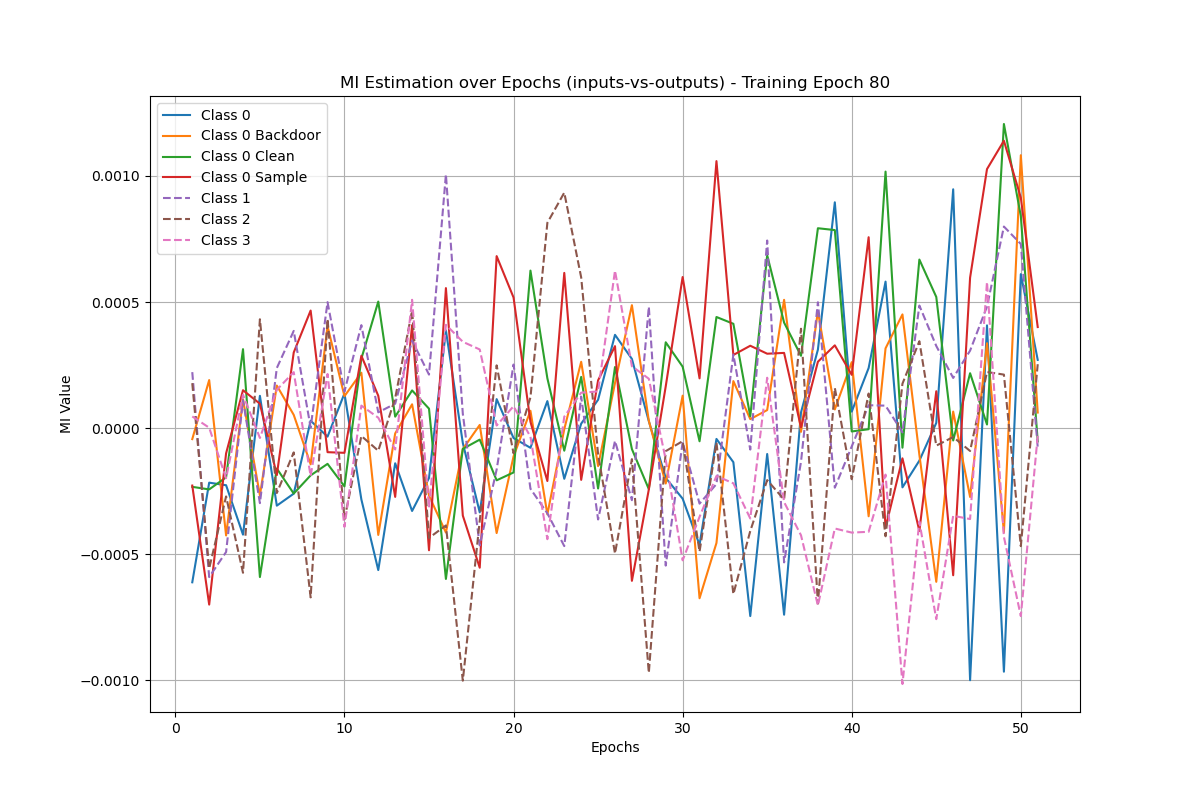 MI Estimation over Epochs (inputs-vs-outputs) - Training Epoch 80
Class 0
Class 0 Backdoor
Class 0 Clean
Class 0 Sample
Class 1
Class 2
Class 3
0.0010
0.0005
0.0000
−0.0005
−0.0010
MI Value
0 10 20 30 40 50
Epochs